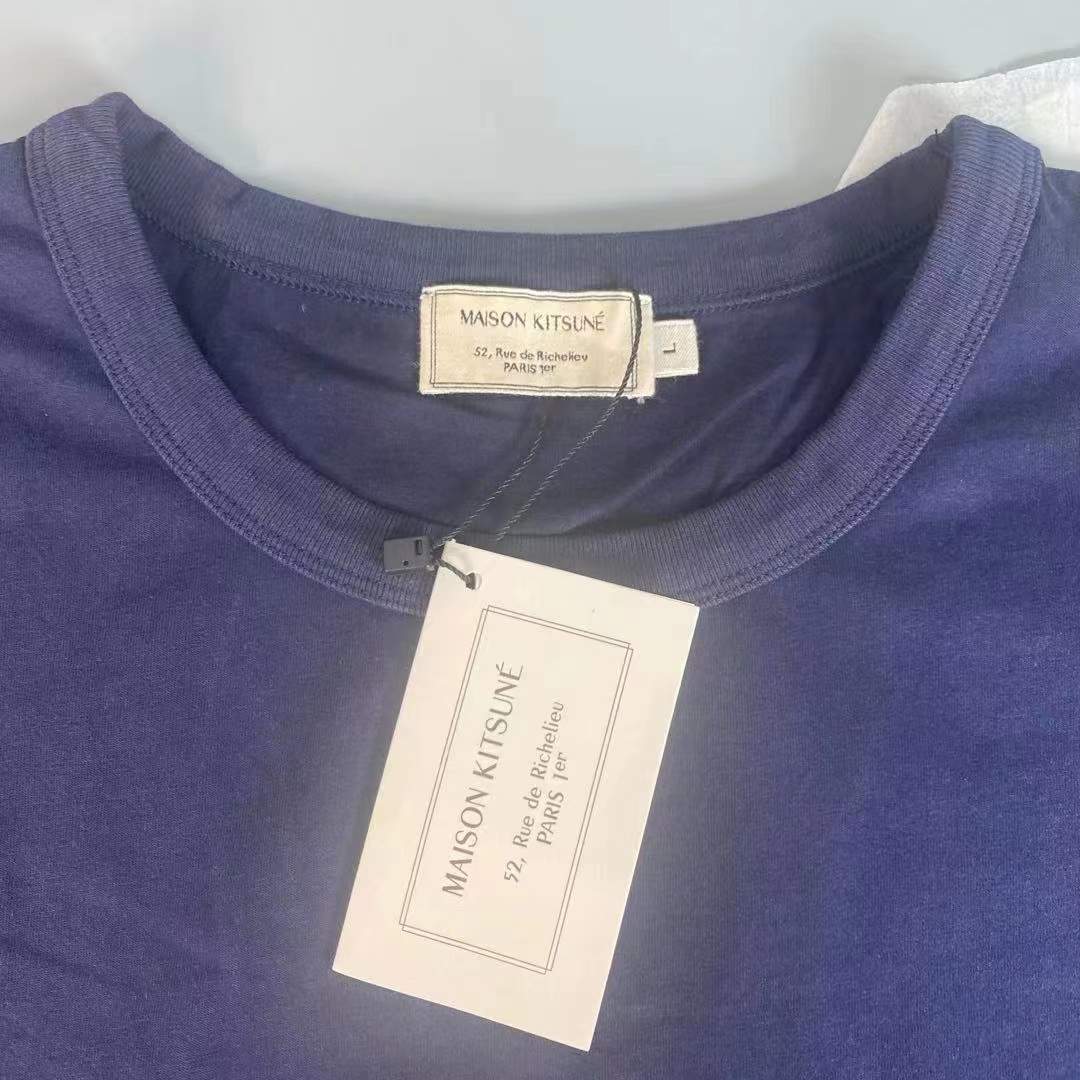 MAISON KITSUNÉ
52, Rue de Richelieu
PARIS 1er
L
MAISON KITSUNÉ
52, Rue de Richelieu
PARIS 1er